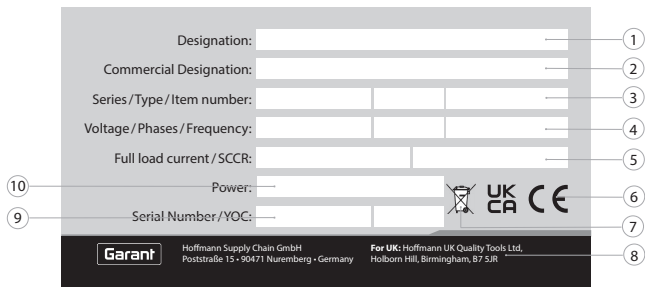 Designation:
1
Commercial Designation:
2
Series/Type/Item number:
3
Voltage/Phases/Frequency:
4
Full load current/SCCR:
5
10
Power:
UK
CA
CE
6
9
Serial Number/YOC:
7
Garant
Hoffmann Supply Chain GmbH
Poststraße 15 • 90471 Nuremberg • Germany
For UK: Hoffmann UK Quality Tools Ltd,
Holborn Hill, Birmingham, B7 5JR
8